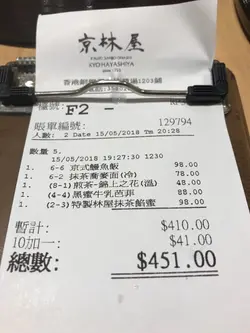 京林屋
KYO HAYASHIYA
編號: F2 -
賬單編號: 129794
人數: 2 Date 15/05/2018 Tm 20:28
數量 5.
15/05/2018 19:27:30 1230
1. 6-6 京式鰻魚飯 98.00
1. 6-2 抹茶蕎麥面(冷) 78.00
1. (8-1)煎茶-錦上之花(溫) 48.00
1. (4-4)黑蜜牛乳芭菲 88.00
1. (2-3)特製林屋抹茶餡蜜 98.00
暫計: $410.00
10加一: $41.00
總數: $451.00